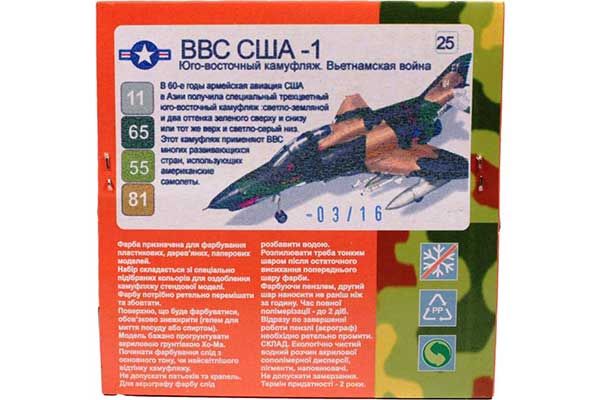 ВВС США -1
25
Юго-восточный камуфляж. Вьетнамская война
11
65
55
81
В 60-е годы армейская авиация США
в Азии получила специальный трехцветный
юго-восточный камуфляж :светло-земляной
и два оттенка зеленого сверху и снизу
или тот же верх и светло-серый низ.
Этот камуфляж применяют ВВС
многих развивающихся
стран, использующих
американские
самолеты.
-03/16
Фарба призначена для фарбування
пластикових, дерев'яних, паперових
моделей.
Набір складається зі спеціально
підібраних кольорів для оздоблення
камуфляжу стендової моделі.
Фарбу потрібно ретельно перемішати
та збовтати.
Поверхню, що буде фарбуватися,
обов'язково знежирити (гелем для
миття посуду або спиртом).
Модель бажано прогрунтувати
акриловою грунтівкою Хо-Ма.
Починати фарбування слід з
основного тону, чи найсвітлішого
відтінку камуфляжу.
Не допускати патьоків та крапель.
Для аерографу фарбу слід
розбавити водою.
Розпилювати треба тонким
шаром після остаточного
висихання попереднього
шару фарби.
Фарбуючи пензлем, другий
шар наносити не раніш ніж
за годину. Час повної
полімеризації - до 2 діб.
Відразу по завершенні
роботи пензлі (аерограф)
необхідно ретельно промити.
СКЛАД. Екологічно чистий
водний розчин акрилової
сополімерної дисперсії,
пігменти, наповнювачі.
Не допускати замерзання.
Термін придатності - 2 роки.
PP